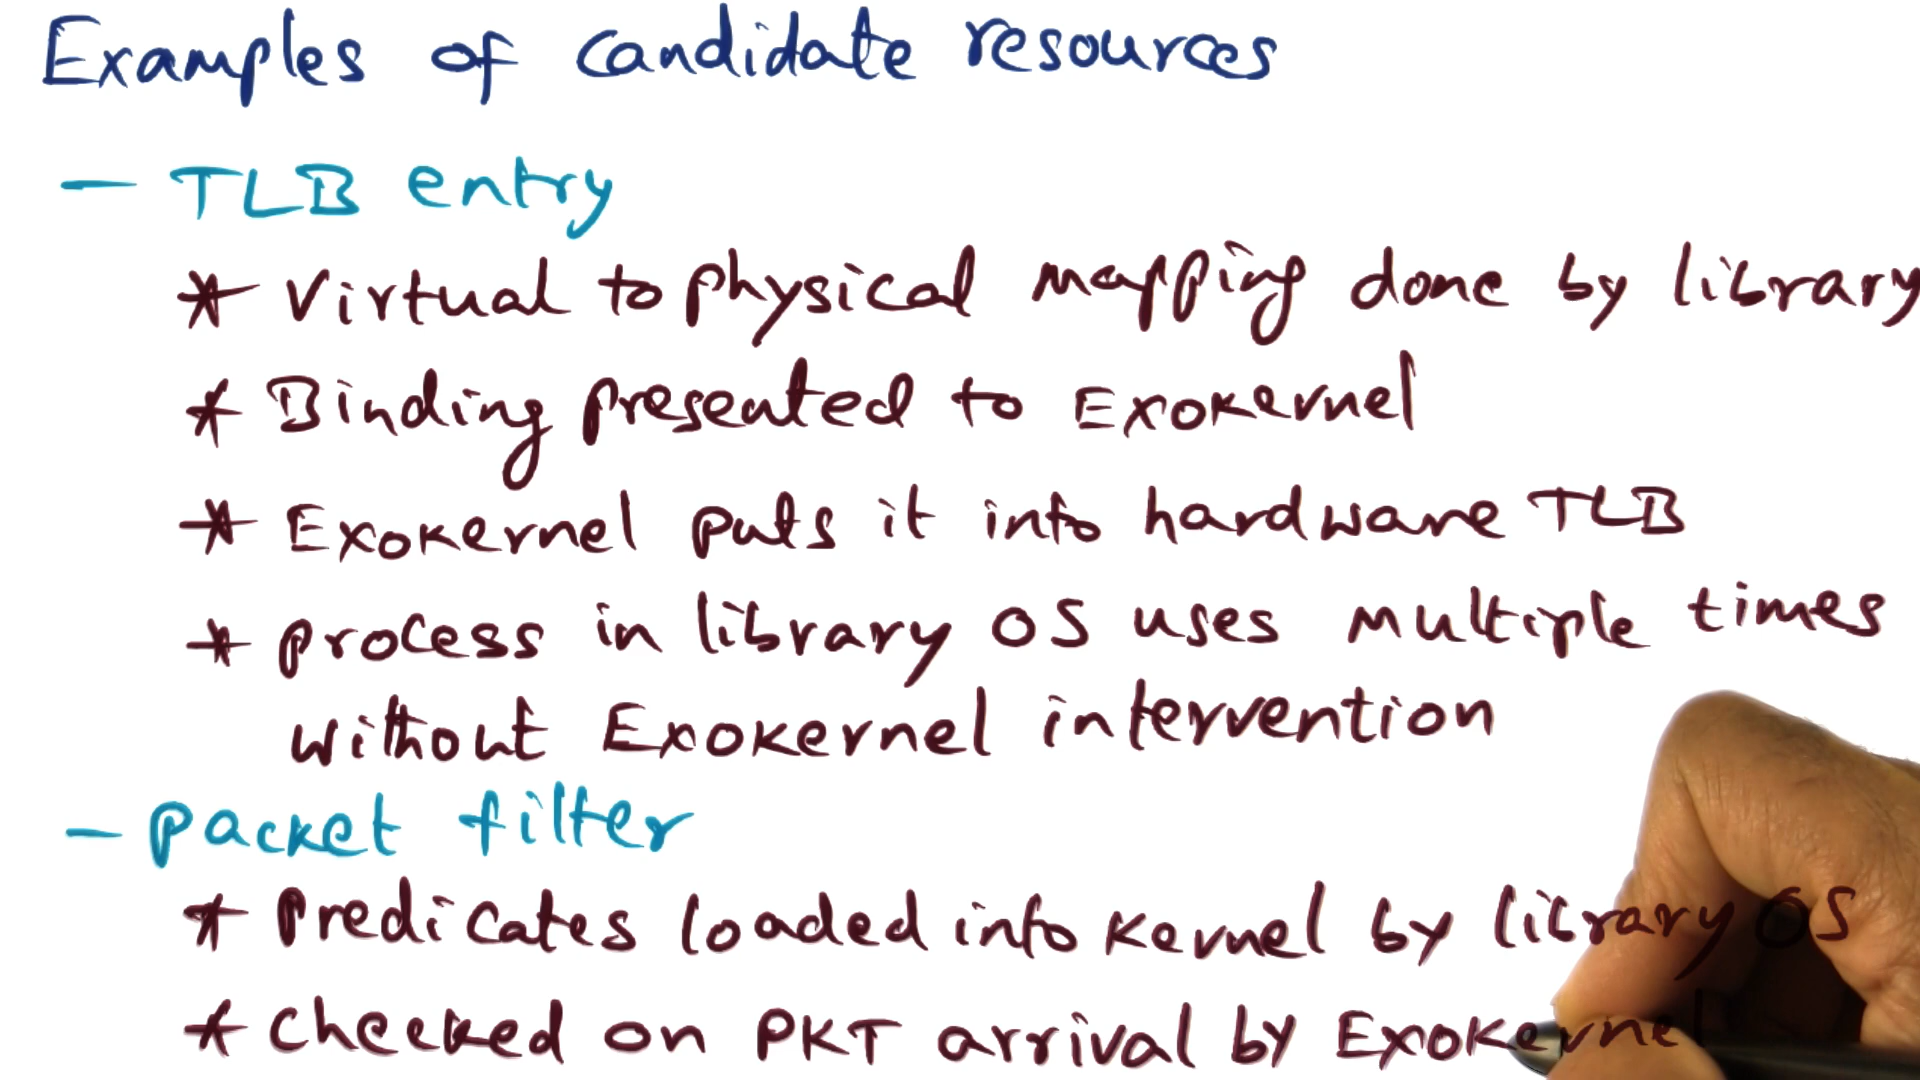 Examples of candidate resources
- TLB entry
* Virtual to physical mapping done by library
* Binding presented to Exokernel
* Exokernel puts it into hardware TLB
* process in library OS uses multiple times
without Exokernel intervention
- packet filter
* Predicates loaded into kernel by library OS
* Checked on PKT arrival by Exokernel